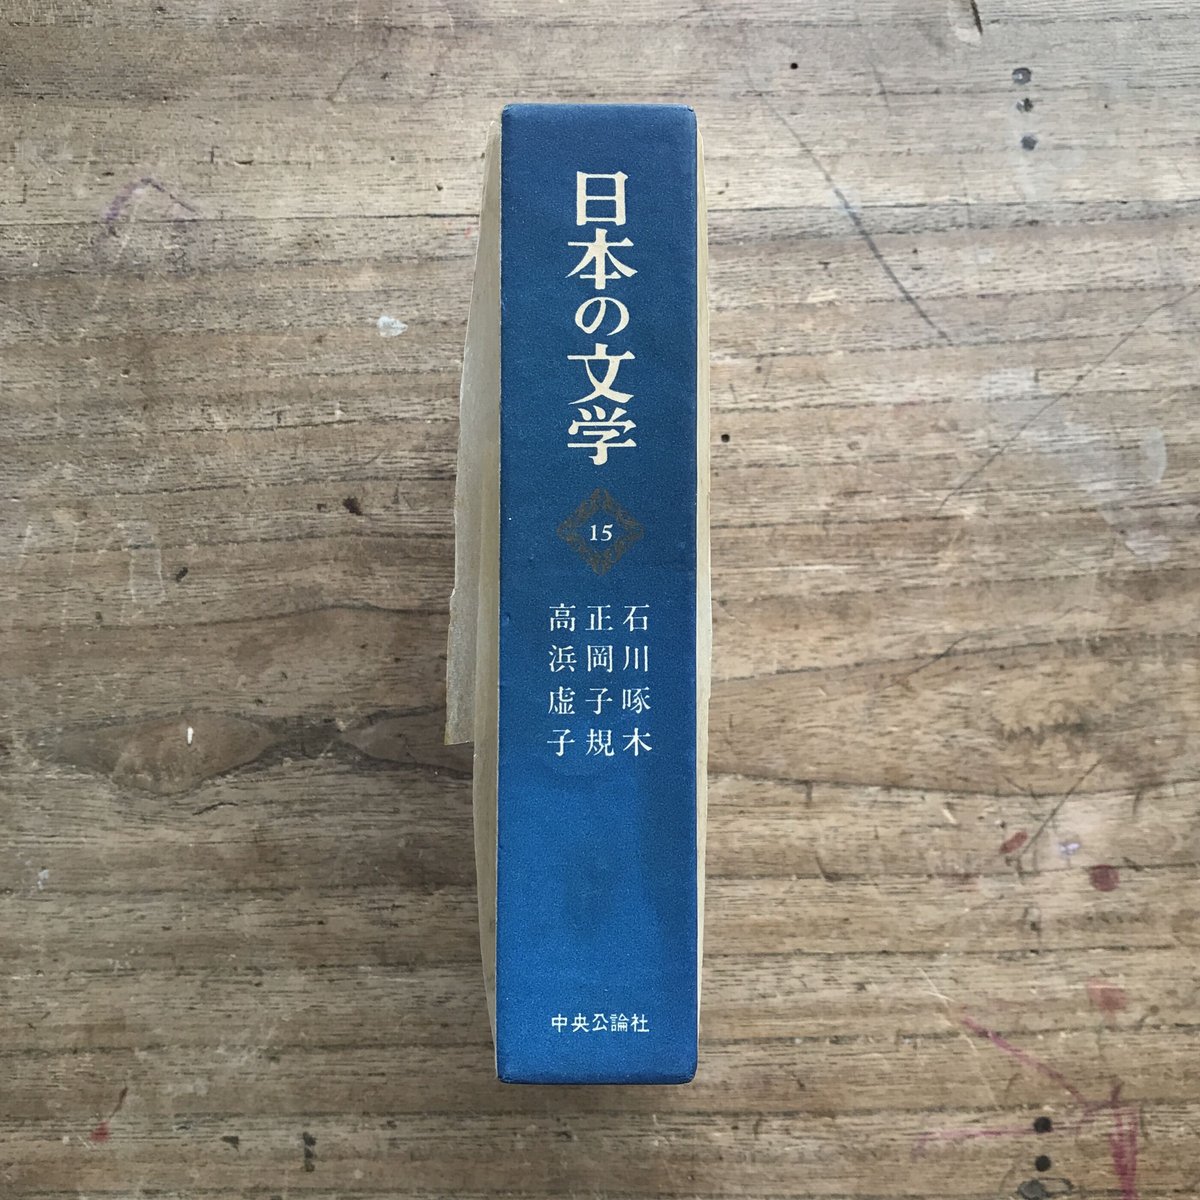 日本の文学
15
石川啄木
正岡子規
高浜虚子
中央公論社